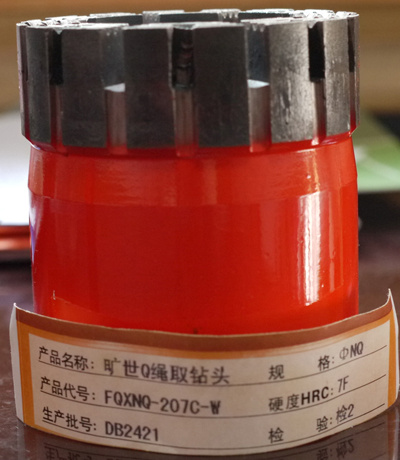 产品名称: 旷世Q绳取钻头 规 格: ΦNQ
产品代号: FQXNQ-207C-W 硬度HRC: 7F
生产批号: DB2421 检 验: 检2